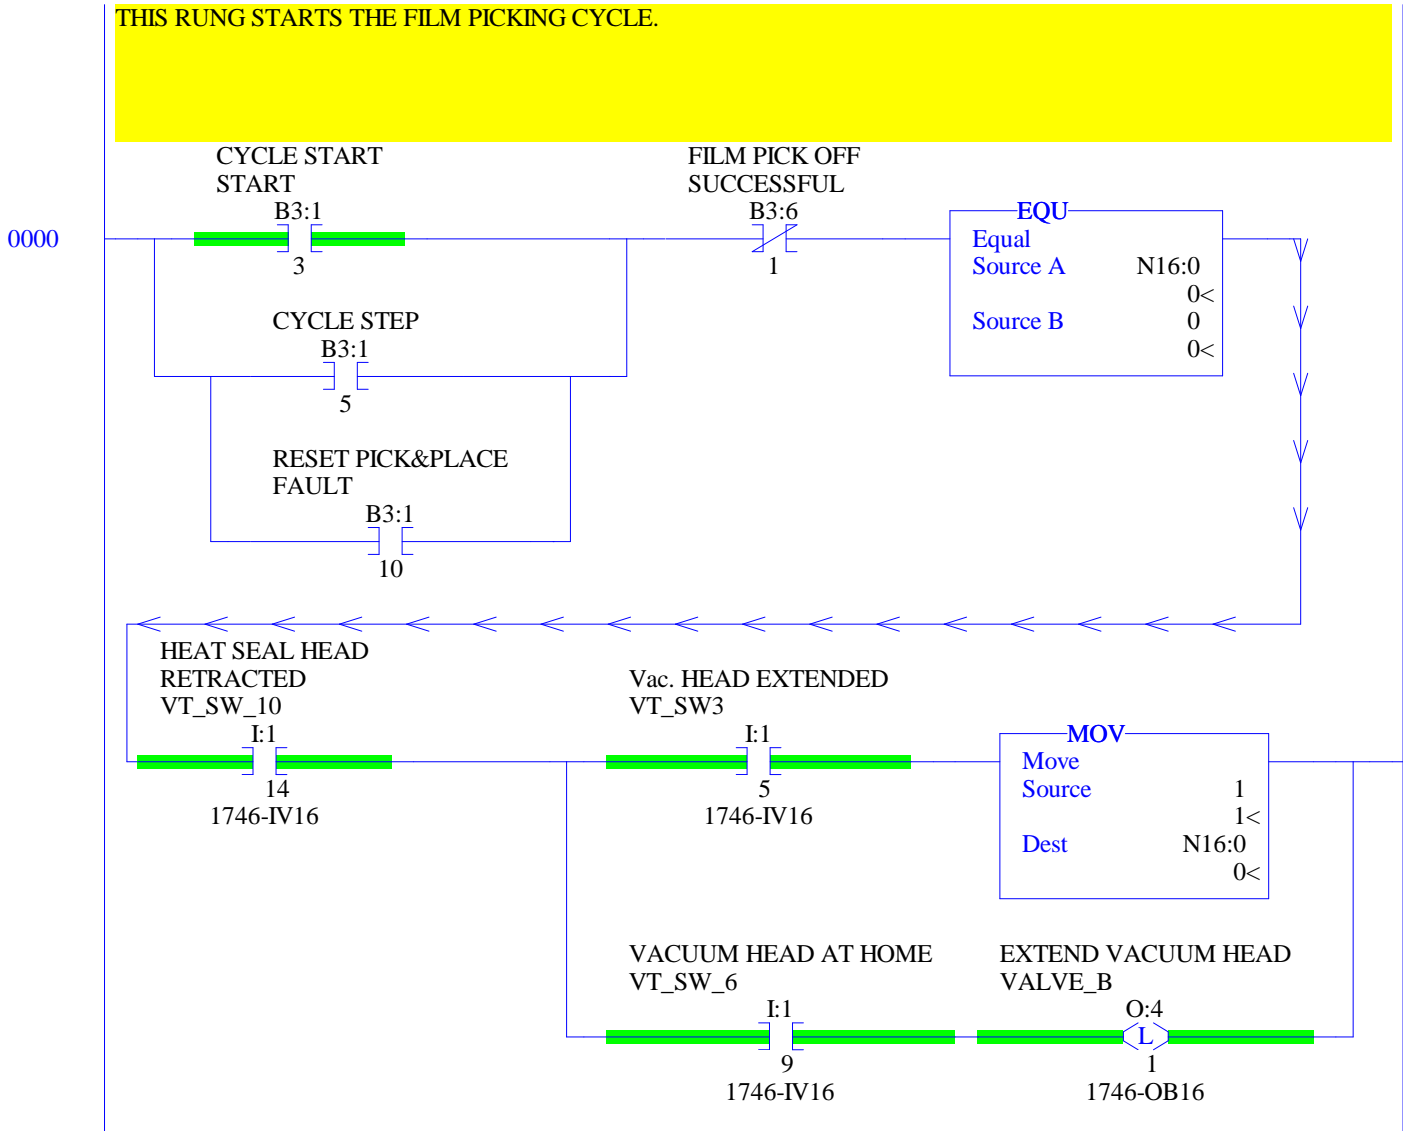 THIS RUNG STARTS THE FILM PICKING CYCLE.
CYCLE START
START
B3:1
3
FILM PICK OFF
SUCCESSFUL
B3:6
1
EQU
Equal
Source A N16:0
0<
Source B 0
0<
0000
CYCLE STEP
B3:1
5
RESET PICK&PLACE
FAULT
B3:1
10
HEAT SEAL HEAD
RETRACTED
VT_SW_10
I:1
14
1746-IV16
Vac. HEAD EXTENDED
VT_SW3
I:1
5
1746-IV16
MOV
Move
Source 1
1<
Dest N16:0
0<
VACUUM HEAD AT HOME
VT_SW_6
I:1
9
1746-IV16
EXTEND VACUUM HEAD
VALVE_B
O:4
L
1
1746-OB16